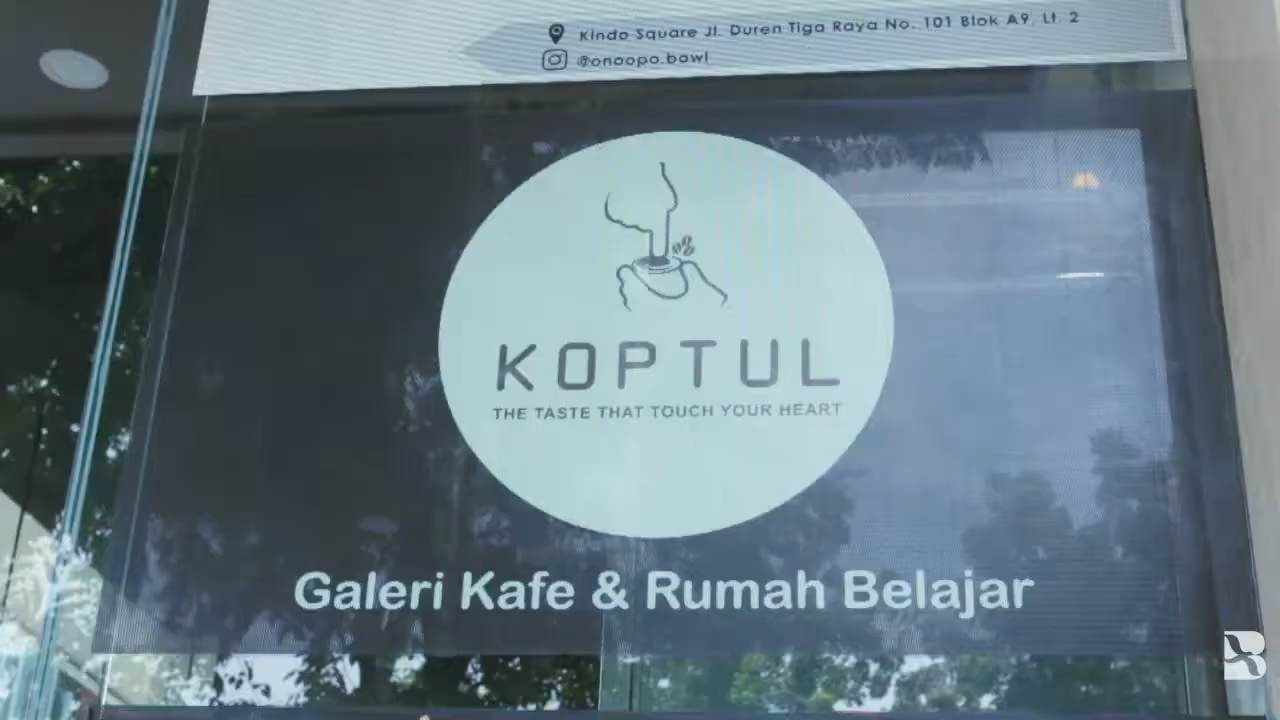 Kindo Square Jl. Duren Tiga Raya No. 101 Blok A9, Lt. 2
@onoopo.bowl
KOPTUL
THE TASTE THAT TOUCH YOUR HEART
Galeri Kafe & Rumah Belajar